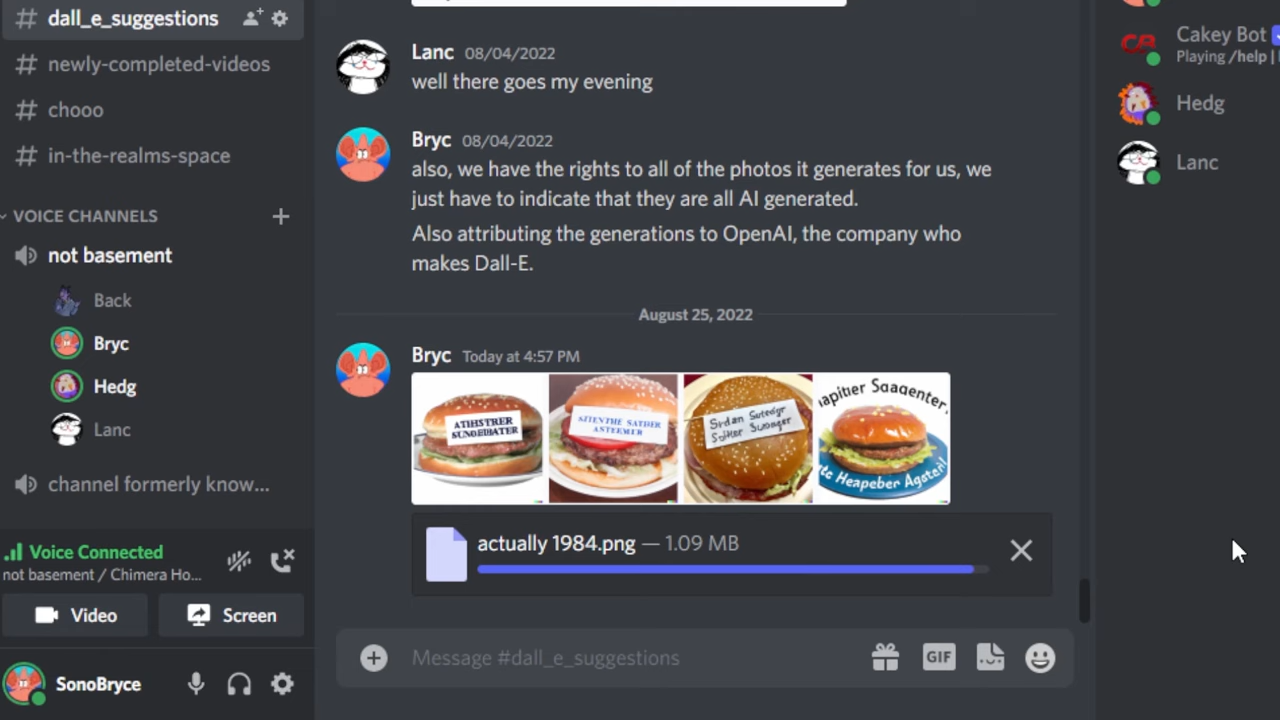 dall_e_suggestions
newly-completed-videos
chooo
in-the-realms-space
VOICE CHANNELS
not basement
Back
Bryc
Hedg
Lanc
channel formerly know...
Voice Connected
not basement / Chimera Ho...
Video
Screen
SonoBryce
Lanc 08/04/2022
well there goes my evening
Bryc 08/04/2022
also, we have the rights to all of the photos it generates for us, we
just have to indicate that they are all AI generated.
Also attributing the generations to OpenAI, the company who
makes Dall-E.
August 25, 2022
Bryc Today at 4:57 PM
actually 1984.png — 1.09 MB
Message #dall_e_suggestions
GIF
Cakey Bot
Playing /help |
Hedg
Lanc